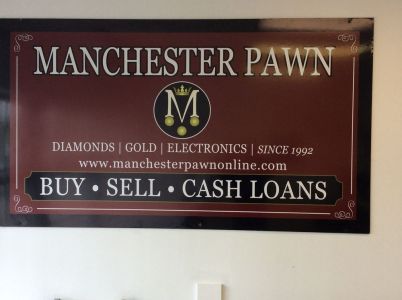 MANCHESTER PAWN
M
DIAMONDS | GOLD | ELECTRONICS | SINCE 1992
www.manchesterpawnonline.com
BUY • SELL • CASH LOANS